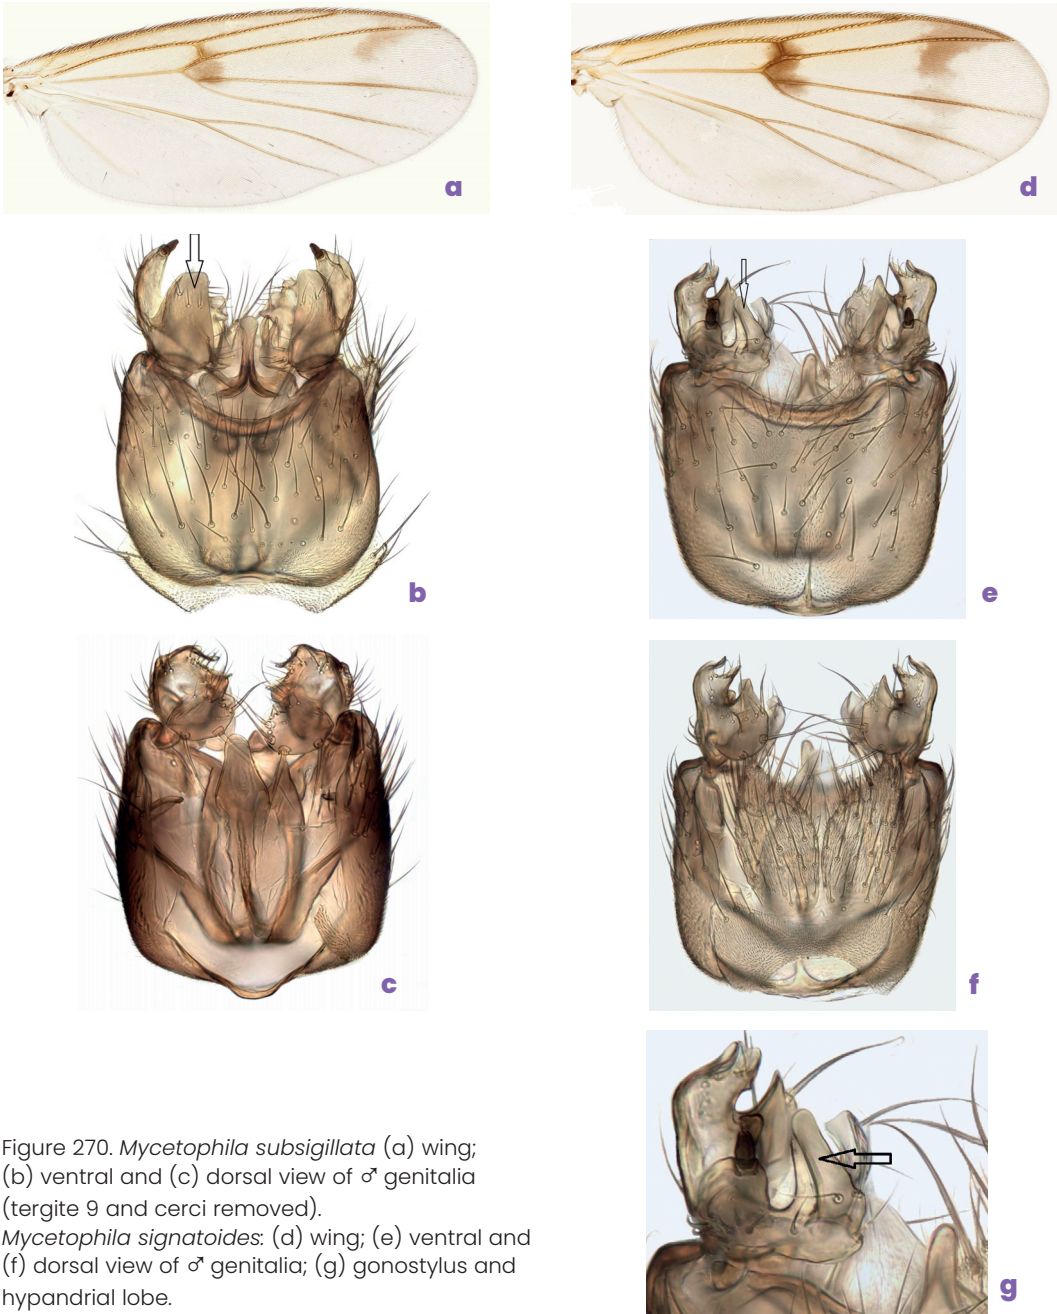 a
d
b
e
c
f
g
Figure 270. Mycetophila subsigillata (a) wing;
(b) ventral and (c) dorsal view of ♂ genitalia
(tergite 9 and cerci removed).
Mycetophila signatoides: (d) wing; (e) ventral and
(f) dorsal view of ♂ genitalia; (g) gonostylus and
hypandrial lobe.